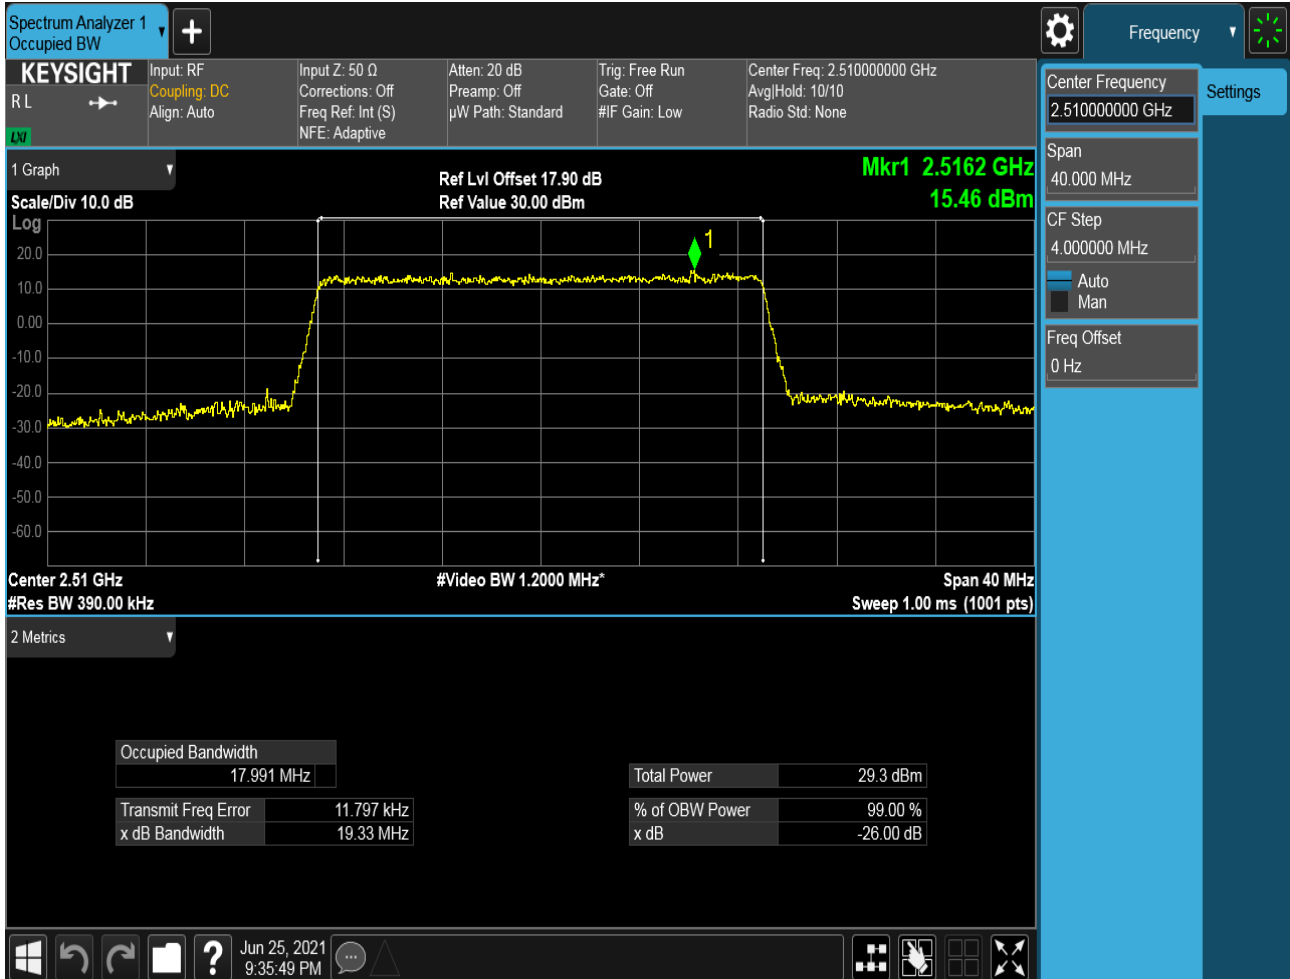 Spectrum Analyzer 1
Occupied BW
+
Frequency
KEYSIGHT
R L
LXI
Input: RF
Coupling: DC
Align: Auto
Input Z: 50 Ω
Corrections: Off
Freq Ref: Int (S)
NFE: Adaptive
Atten: 20 dB
Preamp: Off
µW Path: Standard
Trig: Free Run
Gate: Off
#IF Gain: Low
Center Freq: 2.510000000 GHz
Avg|Hold: 10/10
Radio Std: None
Center Frequency
2.510000000 GHz
Settings
Span
40.000 MHz
CF Step
4.000000 MHz
Auto
Man
Freq Offset
0 Hz
1 Graph
Scale/Div 10.0 dB
Ref Lvl Offset 17.90 dB
Ref Value 30.00 dBm
Mkr1 2.5162 GHz
15.46 dBm
Log
1
20.0
10.0
0.00
-10.0
-20.0
-30.0
-40.0
-50.0
-60.0
Center 2.51 GHz
#Video BW 1.2000 MHz*
Span 40 MHz
#Res BW 390.00 kHz
Sweep 1.00 ms (1001 pts)
2 Metrics
Occupied Bandwidth
17.991 MHz
Total Power 29.3 dBm
Transmit Freq Error 11.797 kHz
% of OBW Power 99.00 %
x dB Bandwidth 19.33 MHz
x dB -26.00 dB
?
Jun 25, 2021
9:35:49 PM